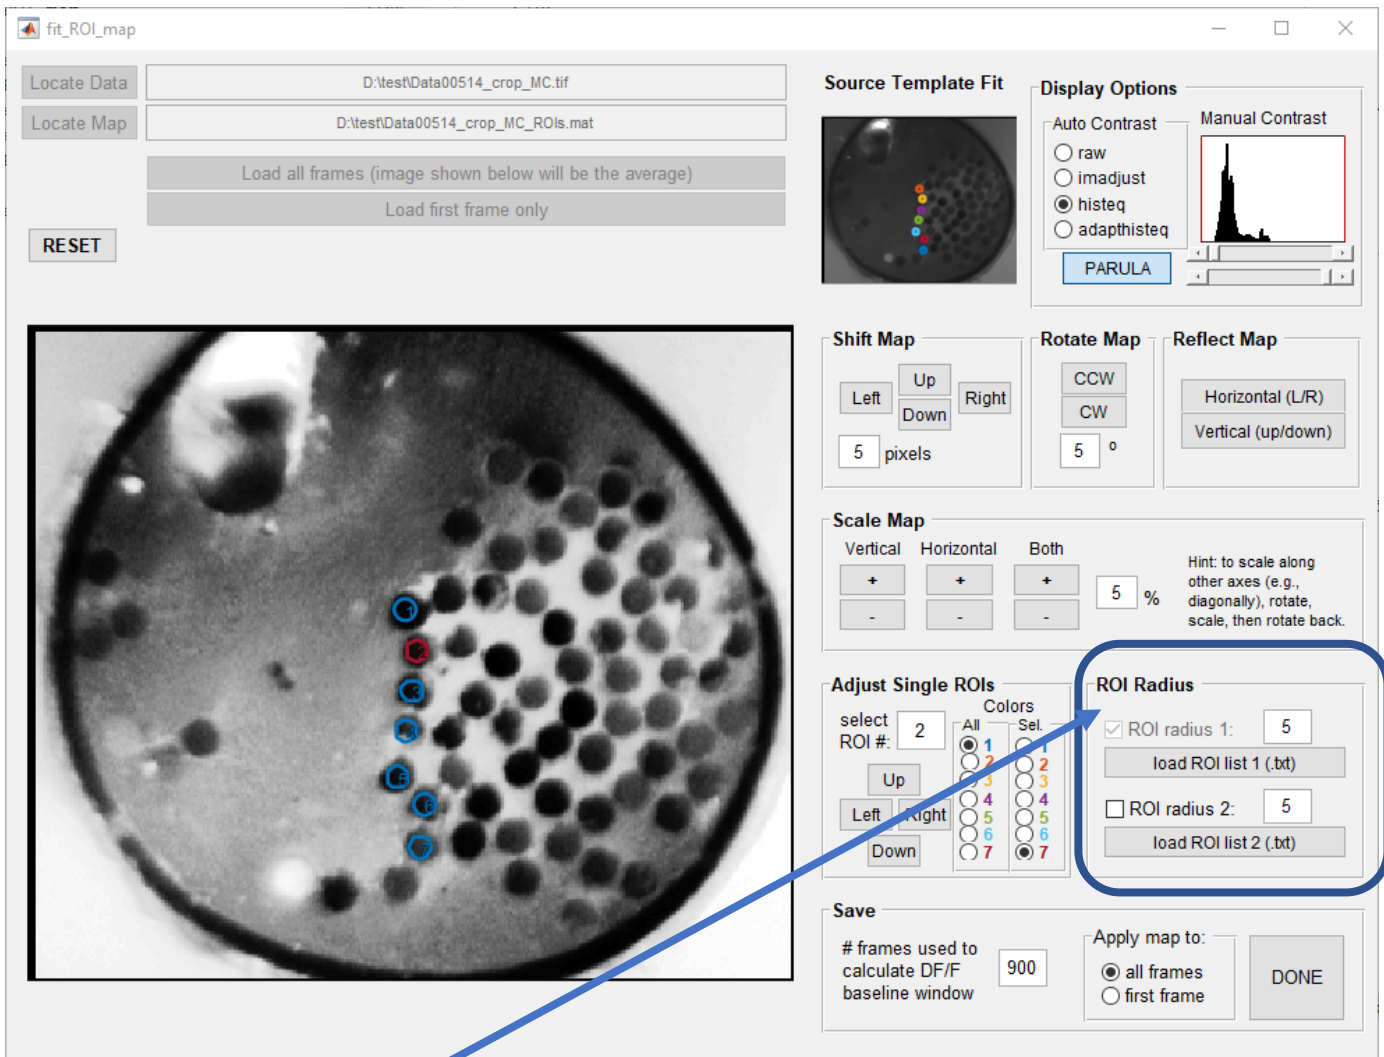 fit_ROI_map
Locate Data
D:\test\Data00514_crop_MC.tif
Locate Map
D:\test\Data00514_crop_MC_ROIs.mat
Load all frames (image shown below will be the average)
Load first frame only
RESET
Source Template Fit
Display Options
Auto Contrast
raw
imadjust
histeq
adapthisteq
PARULA
Manual Contrast
Shift Map
Up
Left
Right
Down
5 pixels
Rotate Map
CCW
CW
5 º
Reflect Map
Horizontal (L/R)
Vertical (up/down)
Scale Map
Vertical Horizontal Both
+ + +
- - -
5 %
Hint: to scale along
other axes (e.g.,
diagonally), rotate,
scale, then rotate back.
1
2
3
4
5
6
7
Adjust Single ROIs
select
ROI #:
2
Up
Left Right
Down
Colors
All Sel.
1 1
2 2
3 3
4 4
5 5
6 6
7 7
ROI Radius
ROI radius 1: 5
load ROI list 1 (.txt)
ROI radius 2: 5
load ROI list 2 (.txt)
Save
# frames used to
calculate DF/F
baseline window
900
Apply map to:
all frames
first frame
DONE